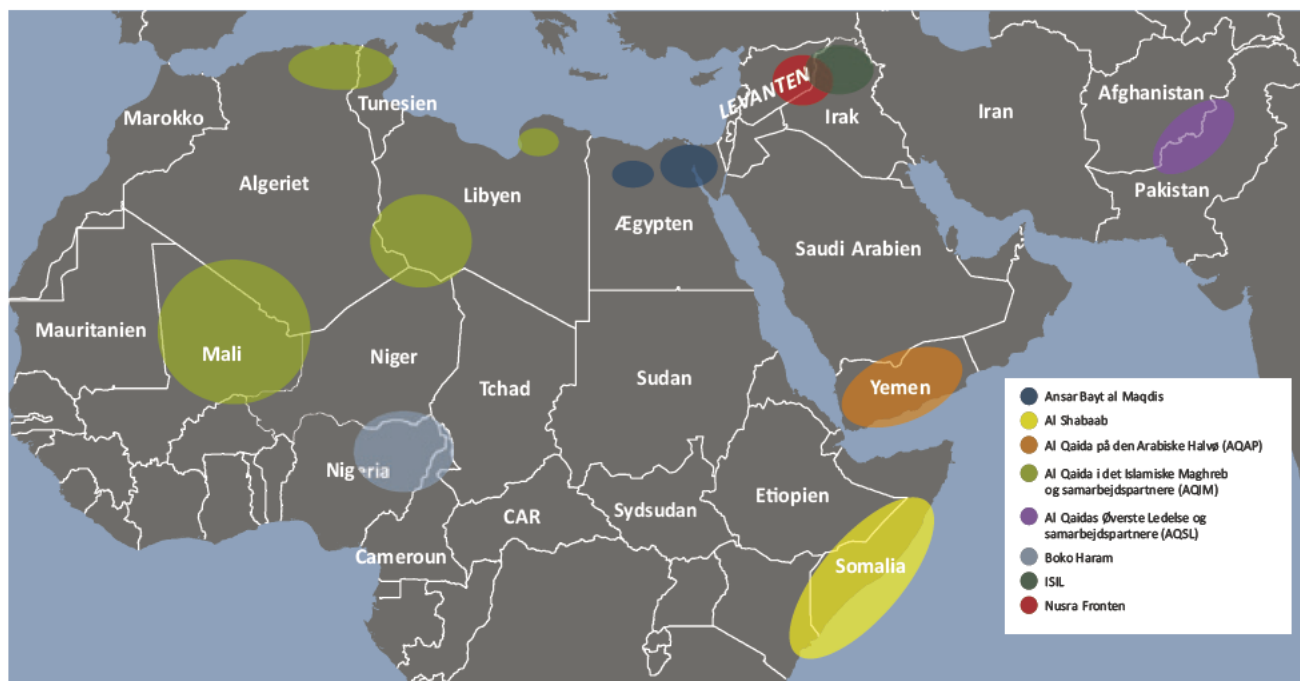 LEVANTEN
Afghanistan
Tunesien
Marokko
Irak
Iran
Algeriet
Pakistan
Libyen
Ægypten
Saudi Arabien
Mauritanien
Mali
Niger
Tchad
Sudan
Yemen
Nigeria
Etiopien
CAR
Sydsudan
Cameroun
Somalia
Ansar Bayt al Maqdis
Al Shabaab
Al Qaida på den Arabiske Halvø (AQAP)
Al Qaida i det Islamiske Maghreb
og samarbejdspartnere (AQIM)
Al Qaidas Øverste Ledelse og
samarbejdspartnere (AQSL)
Boko Haram
ISIL
Nusra Fronten